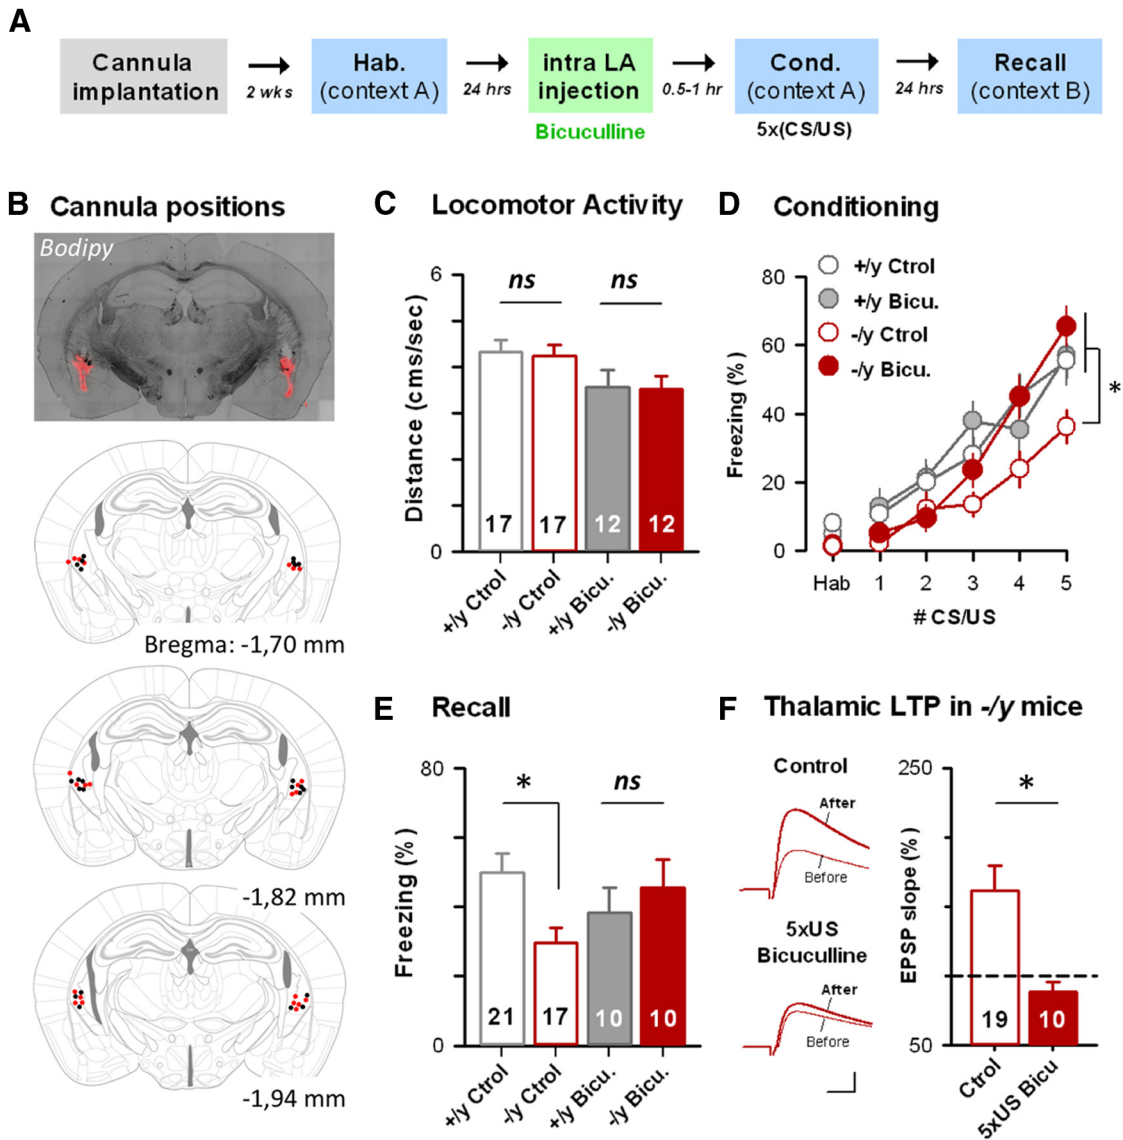 A
Cannula implantation
2 wks
Hab.
(context A)
24 hrs
intra LA
injection
Bicuculline
0.5-1 hr
Cond.
(context A)
5x(CS/US)
24 hrs
Recall
(context B)
B Cannula positions
Bodipy
Bregma: -1,70 mm
-1,82 mm
-1,94 mm
C Locomotor Activity
Distance (cms/sec)
6
0
ns
ns
17
17
12
12
+/y Ctrol
-/y Ctrol
+/y Bicu.
-/y Bicu.
D Conditioning
+/y Ctrol
+/y Bicu.
-/y Ctrol
-/y Bicu.
Freezing (%)
80
60
40
20
0
*
Hab 1 2 3 4 5
# CS/US
E Recall
Freezing (%)
80
0
*
ns
21
17
10
10
+/y Ctrol
-/y Ctrol
+/y Bicu.
-/y Bicu.
F Thalamic LTP in -/y mice
Control
After
Before
5xUS
Bicuculline
After
Before
EPSP slope (%)
250
50
*
19
10
Ctrol
5xUS Bicu